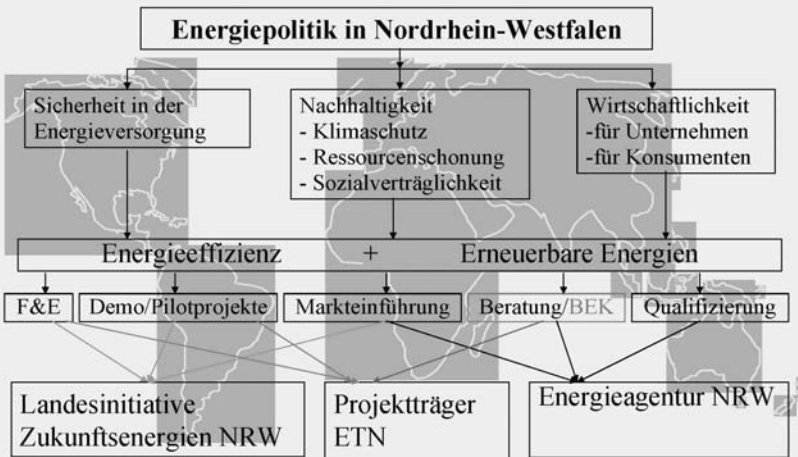 Energiepolitik in Nordrhein-Westfalen
Sicherheit in der
Energieversorgung
Nachhaltigkeit
- Klimaschutz
- Ressourcenschonung
- Sozialverträglichkeit
Wirtschaftlichkeit
-für Unternehmen
-für Konsumenten
Energieeffizienz + Erneuerbare Energien
F&E
Demo/Pilotprojekte
Markteinführung
Beratung/BEK
Qualifizierung
Landesinitiative
Zukunftsenergien NRW
Projektträger
ETN
Energieagentur NRW